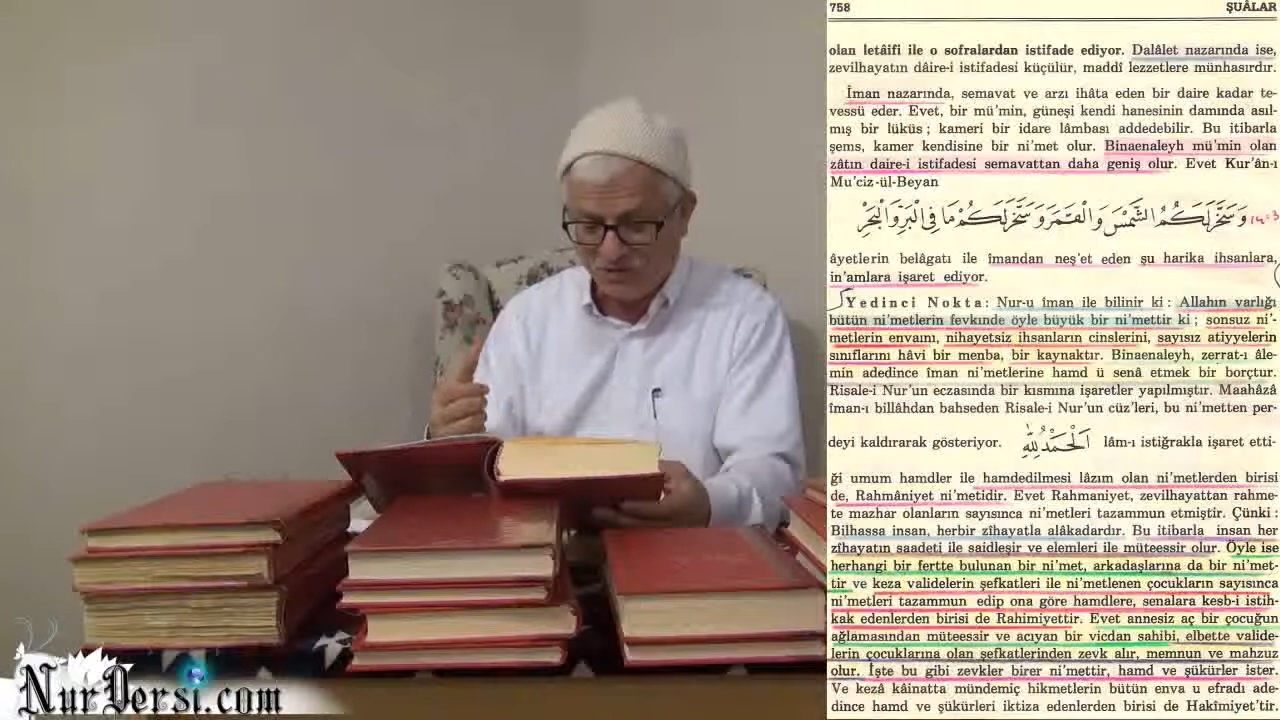 758 ŞUÂLAR
olan letâifi ile o sofralardan istifade ediyor. Dalâlet nazarında ise,
zevilhayatın dâire-i istifadesi küçülür, maddî lezzetlere münhasırdır.
Îman nazarında, semavat ve arzı ihâta eden bir daire kadar te-
vessü eder. Evet, bir mü'min, güneşi kendi hanesinin damında asıl-
mış bir lüküs ; kameri bir idare lâmbası addedebilir. Bu itibarla
şems, kamer kendisine bir ni'met olur. Binaenaleyh mü'min olan
zâtın daire-i istifadesi semavattan daha geniş olur. Evet Kur'ân-ı
Mu'ciz-ül-Beyan
وَسَخَّرَ لَكُمُ الشَّمْسَ وَالْقَمَرَ وَسَخَّرَ لَكُمْ مَا فِى الْبَرِّ وَالْبَحْرِ
âyetlerin belâgatı ile îmandan neş'et eden şu harika ihsanlara,
in'amlara işaret ediyor.
Yedinci Nokta: Nur-u îman ile bilinir ki : Allahın varlığı,
bütün ni'metlerin fevkınde öyle büyük bir ni'mettir ki ; sonsuz ni'-
metlerin envaını, nihayetsiz ihsanların cinslerini, sayısız atiyyelerin
sınıflarını hâvi bir menba, bir kaynaktır. Binaenaleyh, zerrat-ı âle-
min adedince îman ni'metlerine hamd ü senâ etmek bir borçtur.
Risale-i Nur'un eczasında bir kısmına işaretler yapılmıştır. Maahâzâ
îman-ı billâhdan bahseden Risale-i Nur'un cüz'leri, bu ni'metten per-
deyi kaldırarak gösteriyor. اَلْحَمْدُ لِلّٰهِ lâm-ı istiğrakla işaret etti-
ği umum hamdler ile hamdedilmesi lâzım olan ni'metlerden birisi
de, Rahmâniyet ni'metidir. Evet Rahmaniyet, zevilhayattan rahme-
te mazhar olanların sayısınca ni'metleri tazammun etmiştir. Çünki :
Bilhassa insan, herbir zîhayatla alâkadardır. Bu itibarla insan her
zîhayatın saadeti ile saidleşir ve elemleri ile müteessir olur. Öyle ise
herhangi bir fertte bulunan bir ni'met, arkadaşlarına da bir ni'met-
tir ve keza validelerin şefkatleri ile ni'metlenen çocukların sayısınca
ni'metleri tazammun edip ona göre hamdlere, senalara kesb-i istih-
kak edenlerden birisi de Rahimiyettir. Evet annesiz aç bir çocuğun
ağlamasından müteessir ve acıyan bir vicdan sahibi, elbette valide-
lerin çocuklarına olan şefkatlerinden zevk alır, memnun ve mahzuz
olur. İşte bu gibi zevkler birer ni'mettir, hamd ve şükürler ister.
Ve kezâ kâinatta mündemiç hikmetlerin bütün enva u efradı ade-
dince hamd ve şükürleri iktiza edenlerden birisi de Hakîmiyet'tir.
NurDersi.com